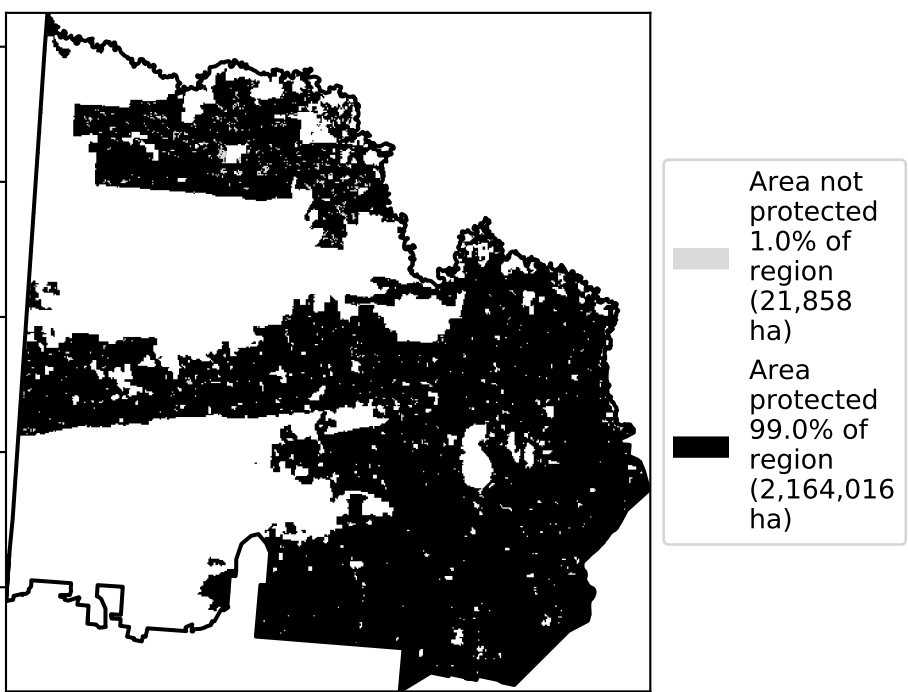 Area not
protected
1.0% of
region
(21,858
ha)
Area
protected
99.0% of
region
(2,164,016
ha)